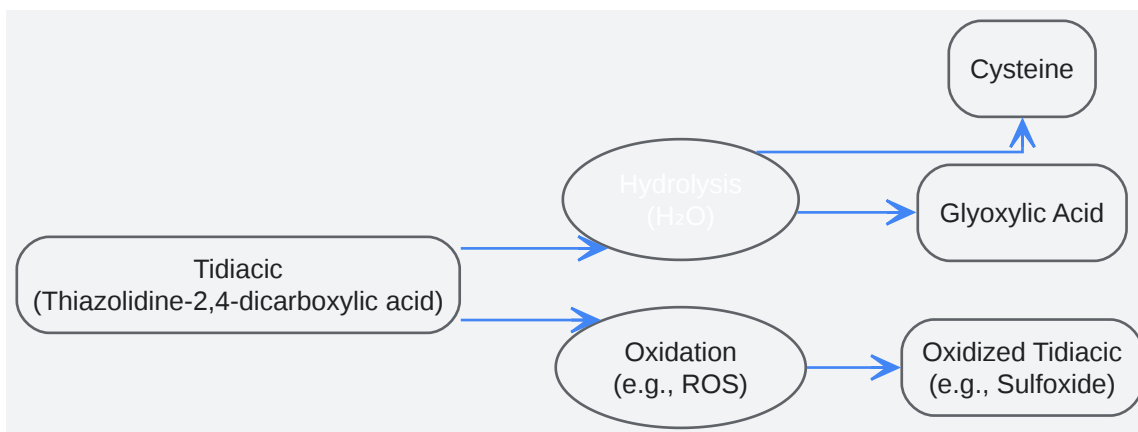 Cysteine
Hydrolysis
(H₂O)
Glyoxylic Acid
Tidiacic
(Thiazolidine-2,4-dicarboxylic acid)
Oxidation
(e.g., ROS)
Oxidized Tidiacic
(e.g., Sulfoxide)